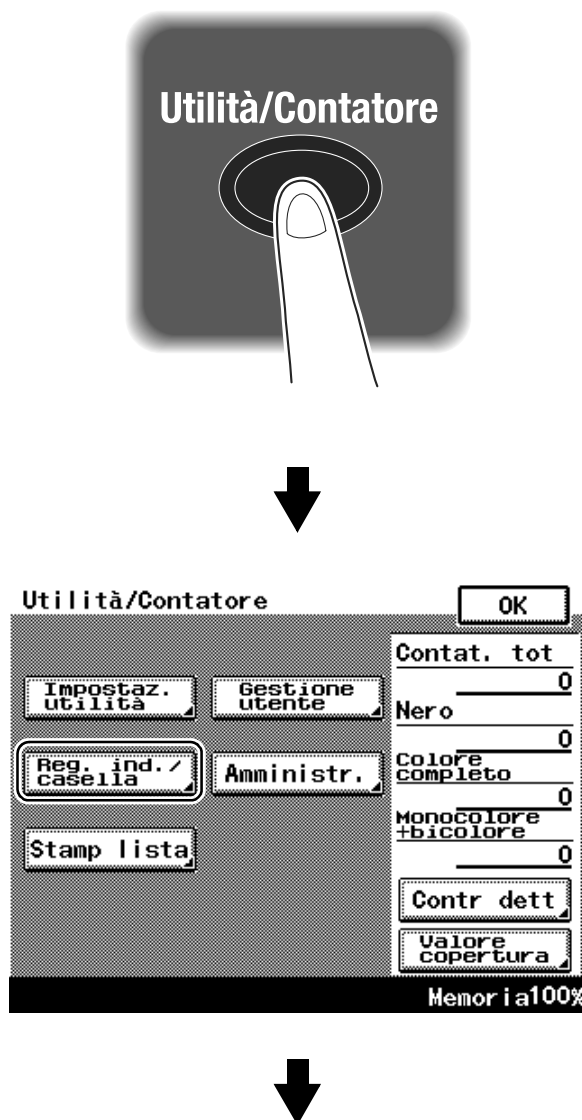 Utilità/Contatore
Utilità/Contatore
OK
Impostaz.
utilità
Gestione
utente
Reg. ind./
casella
Amministr.
Stamp lista
Contat. tot
0
Nero
0
Colore
completo
0
Monocolore
+bicolore
0
Contr dett
Valore
copertura
Memoria100%